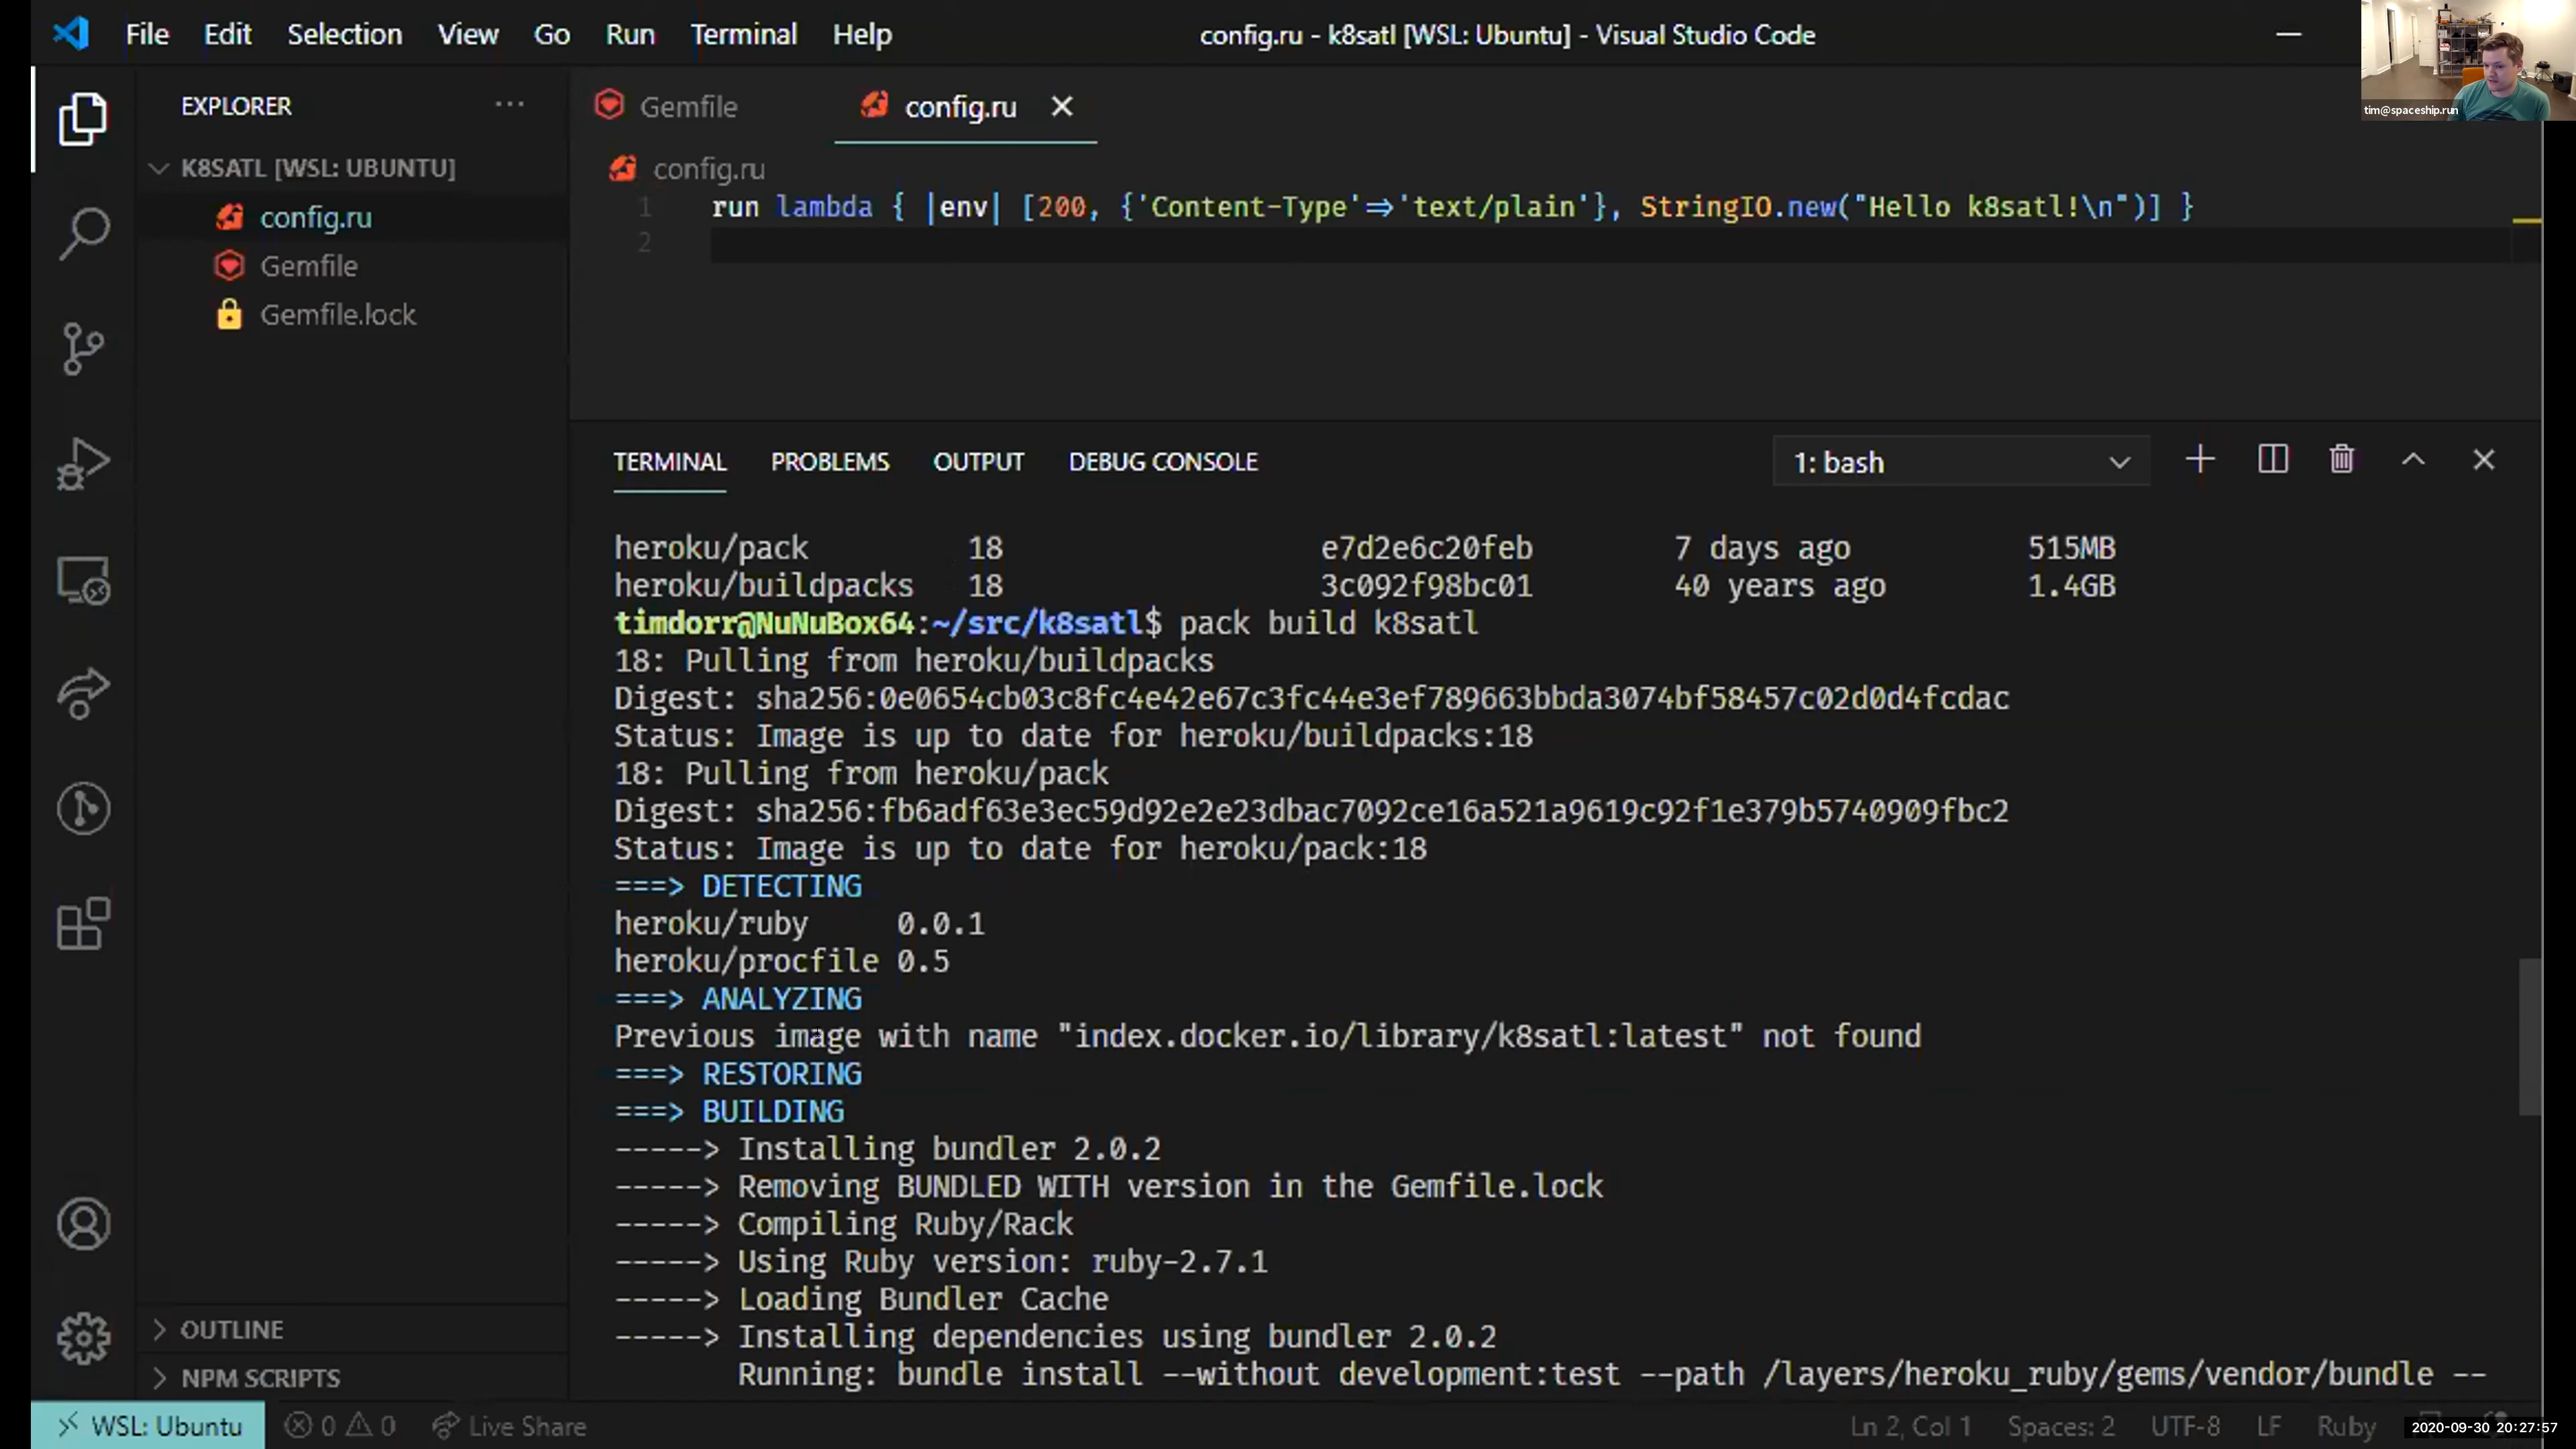 File Edit Selection View Go Run Terminal Help
config.ru - k8satl [WSL: Ubuntu] - Visual Studio Code
tim@spaceship.run
EXPLORER
K8SATL [WSL: UBUNTU]
config.ru
Gemfile
Gemfile.lock
OUTLINE
NPM SCRIPTS
Gemfile config.ru
config.ru
1 run lambda { |env| [200, {'Content-Type'=>'text/plain'}, StringIO.new("Hello k8satl!\n")] }
2
TERMINAL PROBLEMS OUTPUT DEBUG CONSOLE 1: bash
heroku/pack 18 e7d2e6c20feb 7 days ago 515MB
heroku/buildpacks 18 3c092f98bc01 40 years ago 1.4GB
timdorr@NuNuBox64:~/src/k8satl$ pack build k8satl
18: Pulling from heroku/buildpacks
Digest: sha256:0e0654cb03c8fc4e42e67c3fc44e3ef789663bbda3074bf58457c02d0d4fcdac
Status: Image is up to date for heroku/buildpacks:18
18: Pulling from heroku/pack
Digest: sha256:fb6adf63e3ec59d92e2e23dbac7092ce16a521a9619c92f1e379b5740909fbc2
Status: Image is up to date for heroku/pack:18
===> DETECTING
heroku/ruby 0.0.1
heroku/procfile 0.5
===> ANALYZING
Previous image with name "index.docker.io/library/k8satl:latest" not found
===> RESTORING
===> BUILDING
-----> Installing bundler 2.0.2
-----> Removing BUNDLED WITH version in the Gemfile.lock
-----> Compiling Ruby/Rack
-----> Using Ruby version: ruby-2.7.1
-----> Loading Bundler Cache
-----> Installing dependencies using bundler 2.0.2
Running: bundle install --without development:test --path /layers/heroku_ruby/gems/vendor/bundle --
WSL: Ubuntu 0 0 Live Share Ln 2, Col 1 Spaces: 2 UTF-8 LF Ruby
2020-09-30 20:27:57